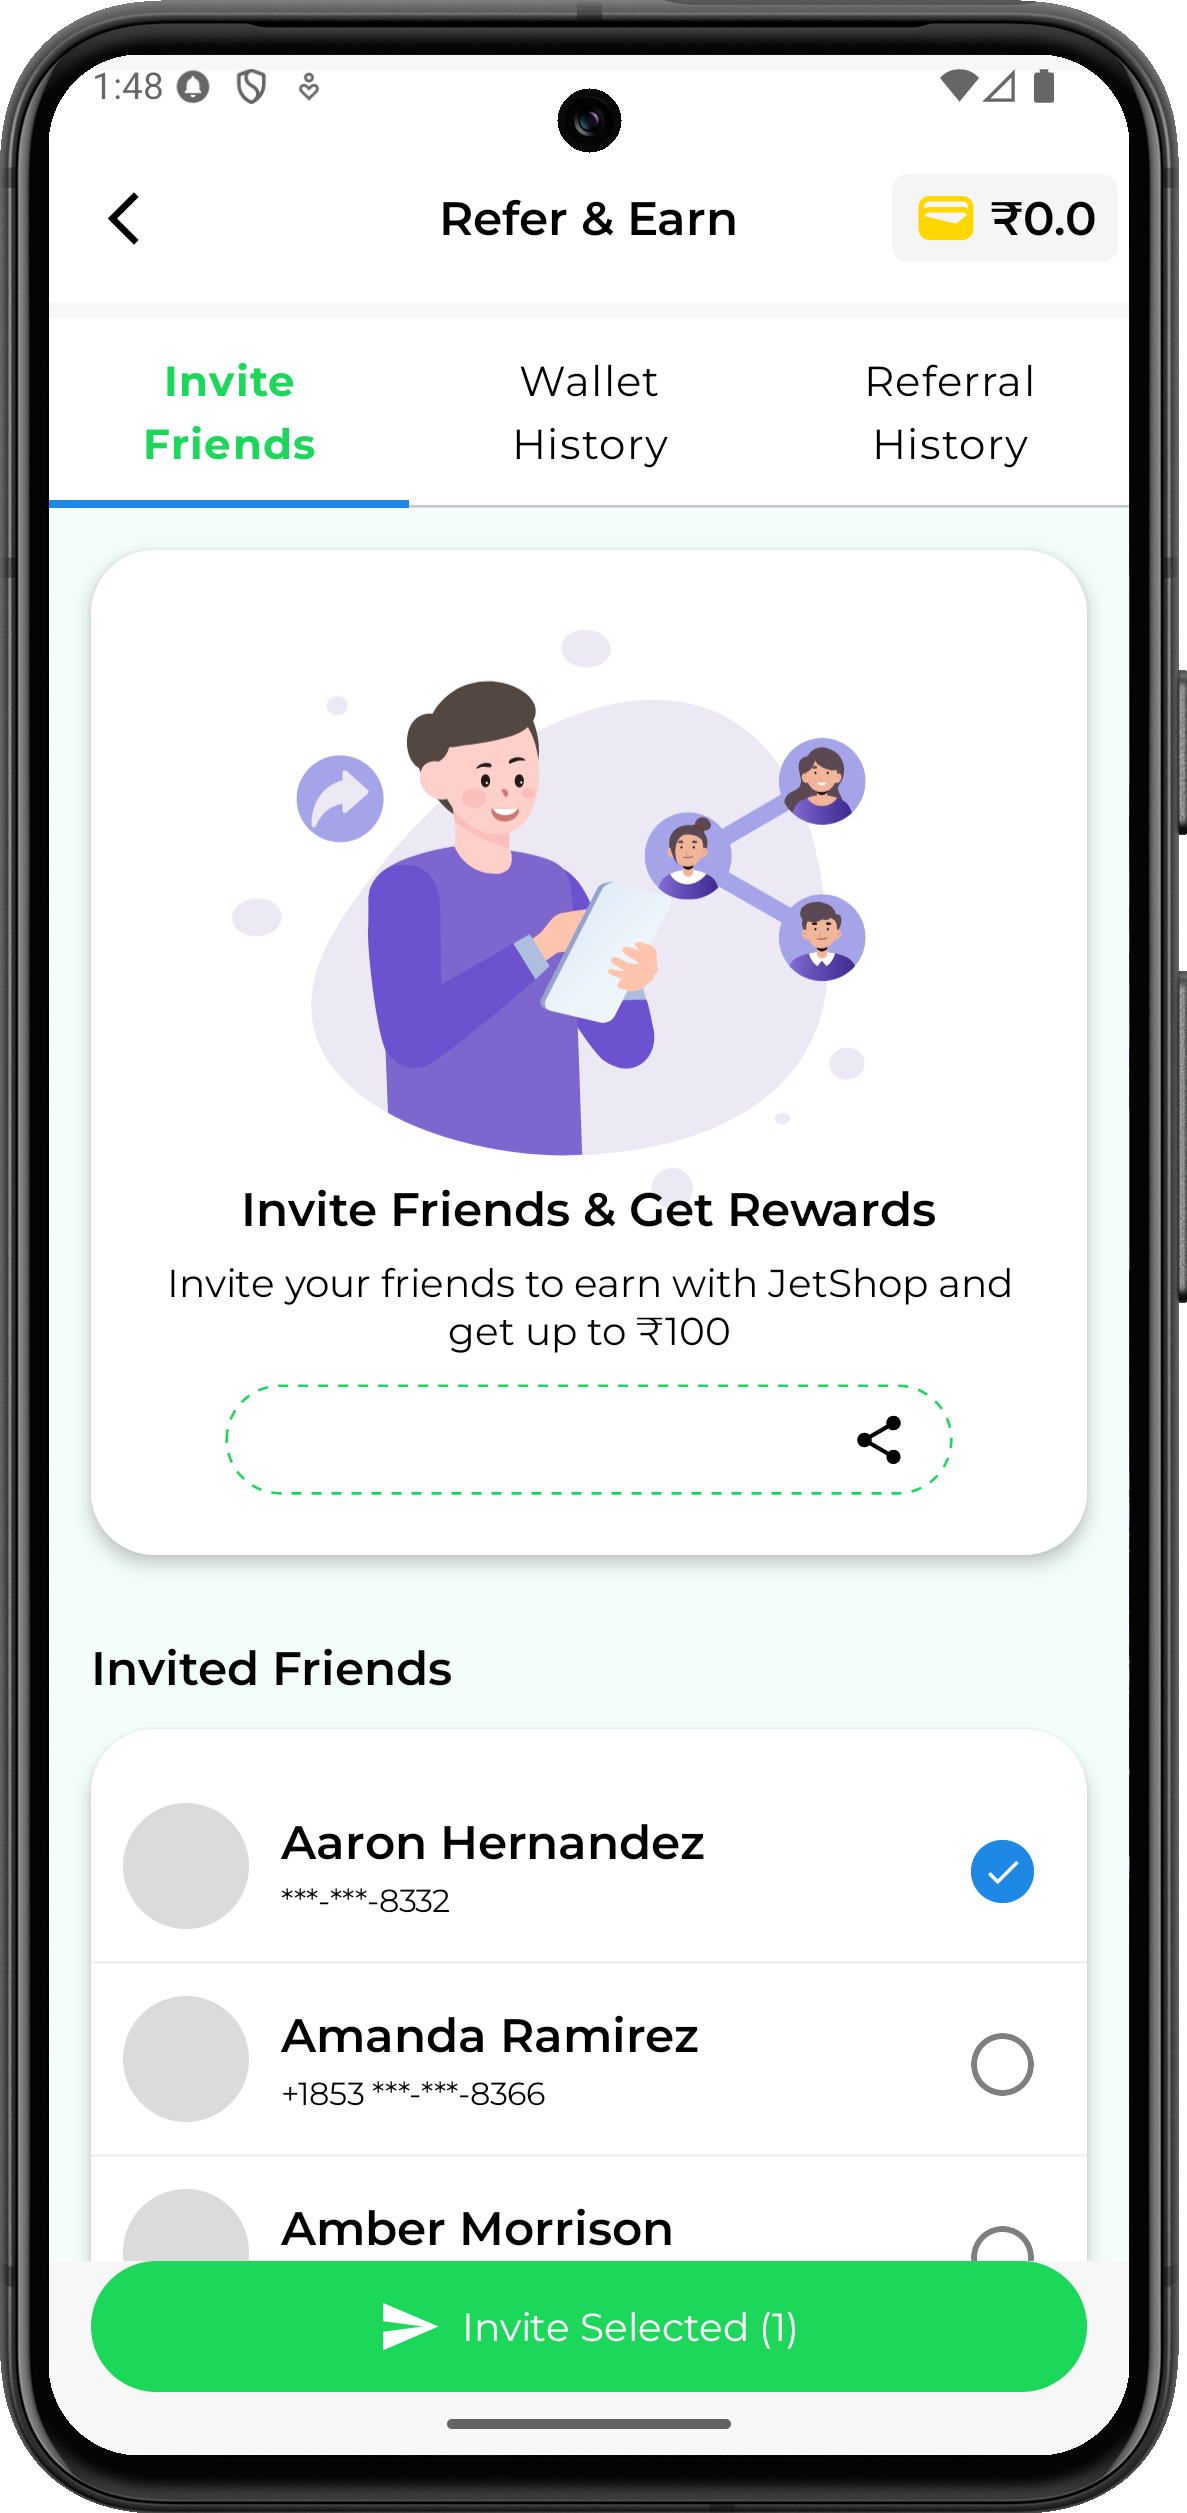 1:48
Refer & Earn
₹0.0
Invite
Friends
Wallet
History
Referral
History
Invite Friends & Get Rewards
Invite your friends to earn with JetShop and
get up to ₹100
Invited Friends
Aaron Hernandez
***-***-8332
Amanda Ramirez
+1853 ***-***-8366
Amber Morrison
Invite Selected (1)